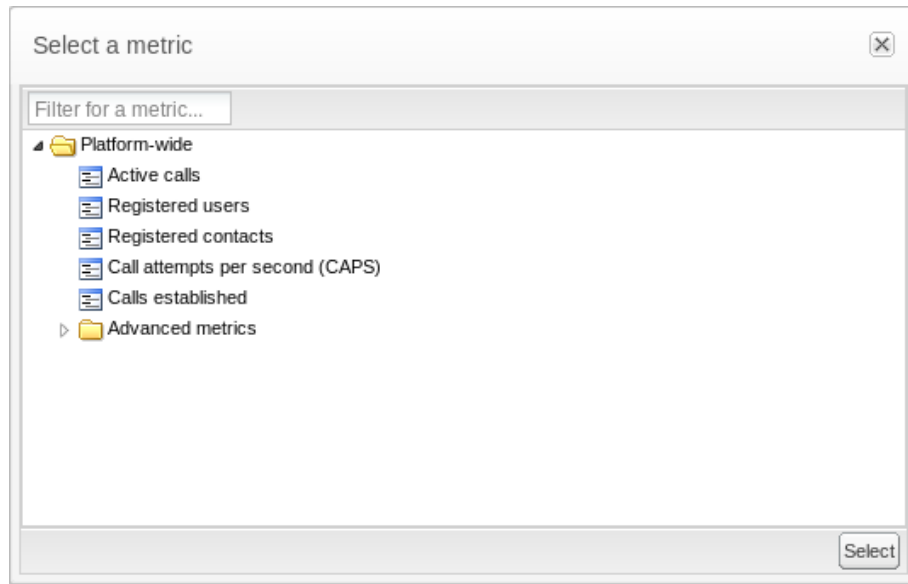 Select a metric
Filter for a metric...
Platform-wide
Active calls
Registered users
Registered contacts
Call attempts per second (CAPS)
Calls established
Advanced metrics
Select